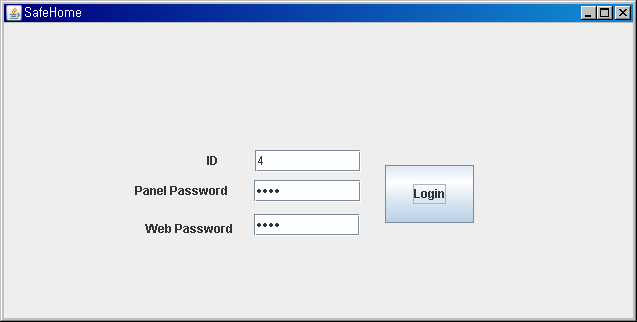 SafeHome
ID 4
Panel Password ••••
Web Password ••••
Login